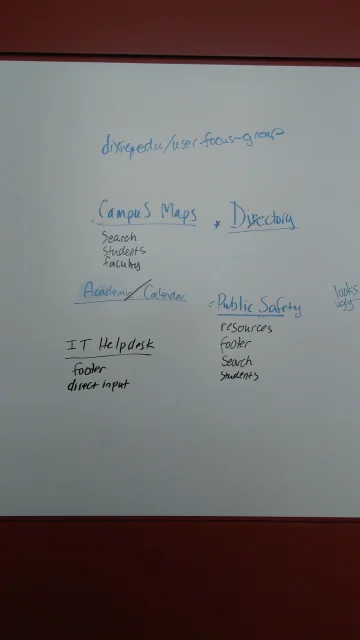 dixie.edu/user-focus-group
Campus Maps
Search
Students
faculty
* Directory
Academic Calendar
Public Safety
resources
footer
Search
Students
looks
ugly
IT Helpdesk
footer
direct input